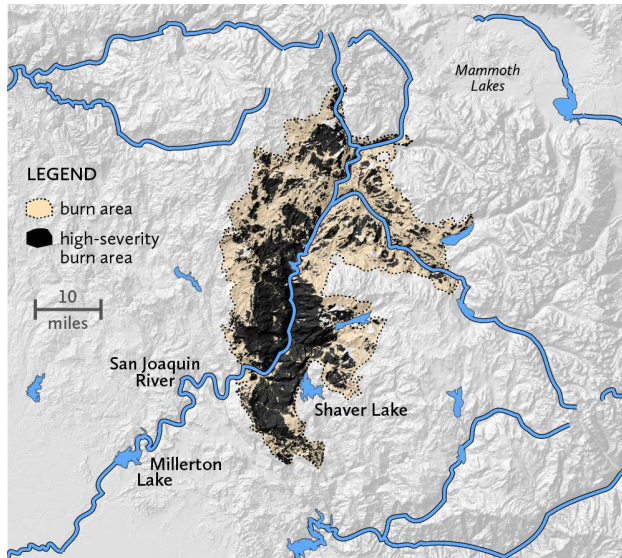 Mammoth
Lakes
LEGEND
burn area
high-severity
burn area
10
miles
San Joaquin
River
Shaver Lake
Millerton
Lake